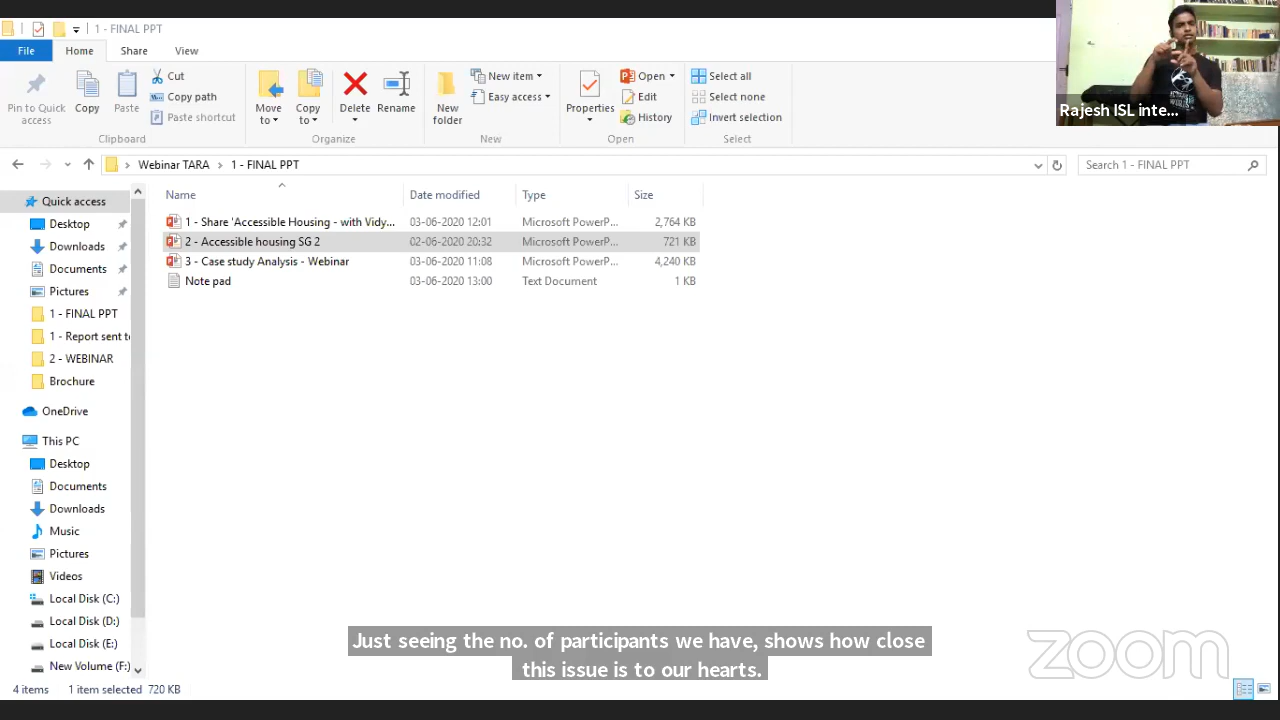 1 - FINAL PPT
File Home Share View
Pin to Quick access
Copy
Paste
Cut
Copy path
Paste shortcut
Clipboard
Move to
Copy to
Delete
Rename
Organize
New folder
New item
Easy access
New
Properties
Open
Edit
History
Open
Select all
Select none
Invert selection
Select
Rajesh ISL inte...
Webinar TARA 1 - FINAL PPT
Search 1 - FINAL PPT
Quick access
Desktop
Downloads
Documents
Pictures
1 - FINAL PPT
1 - Report sent t
2 - WEBINAR
Brochure
OneDrive
This PC
Desktop
Documents
Downloads
Music
Pictures
Videos
Local Disk (C:)
Local Disk (D:)
Local Disk (E:)
New Volume (F:)
Name Date modified Type Size
1 - Share 'Accessible Housing - with Vidy... 03-06-2020 12:01 Microsoft PowerP... 2,764 KB
2 - Accessible housing SG 2 02-06-2020 20:32 Microsoft PowerP... 721 KB
3 - Case study Analysis - Webinar 03-06-2020 11:08 Microsoft PowerP... 4,240 KB
Note pad 03-06-2020 13:00 Text Document 1 KB
Just seeing the no. of participants we have, shows how close
this issue is to our hearts.
zoom
4 items 1 item selected 720 KB